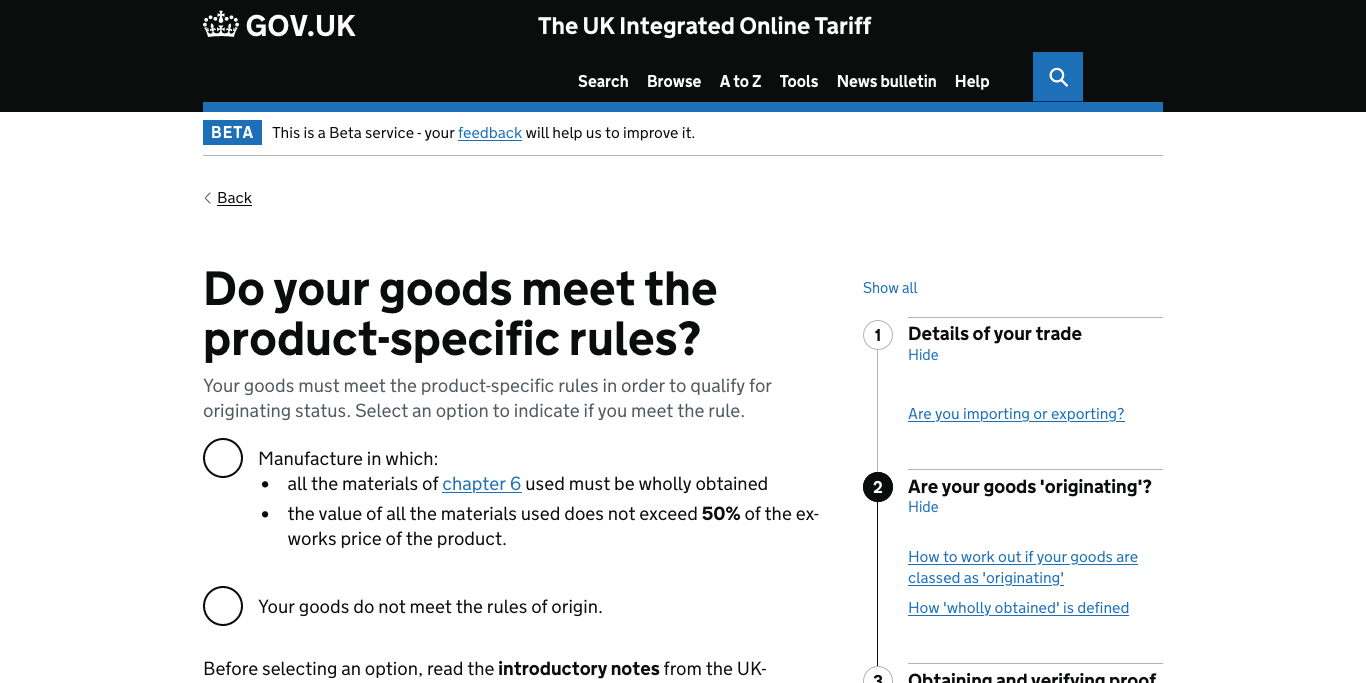 GOV.UK
The UK Integrated Online Tariff
Search Browse A to Z Tools News bulletin Help
BETA This is a Beta service - your feedback will help us to improve it.
Back
Do your goods meet the
product-specific rules?
Your goods must meet the product-specific rules in order to qualify for
originating status. Select an option to indicate if you meet the rule.
Manufacture in which:
• all the materials of chapter 6 used must be wholly obtained
• the value of all the materials used does not exceed 50% of the ex-
works price of the product.
Your goods do not meet the rules of origin.
Before selecting an option, read the introductory notes from the UK-
Show all
1 Details of your trade
Hide
Are you importing or exporting?
2 Are your goods 'originating'?
Hide
How to work out if your goods are
classed as 'originating'
How 'wholly obtained' is defined
3 Obtaining and verifying proof